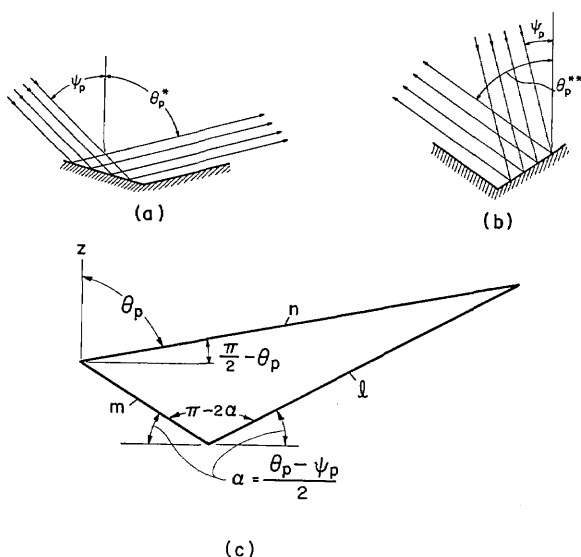 ψp
θp*
(a)
ψp
θp**
(b)
z
θp
n
π/2 - θp
m
π-2α
l
α = (θp - ψp)/2
(c)